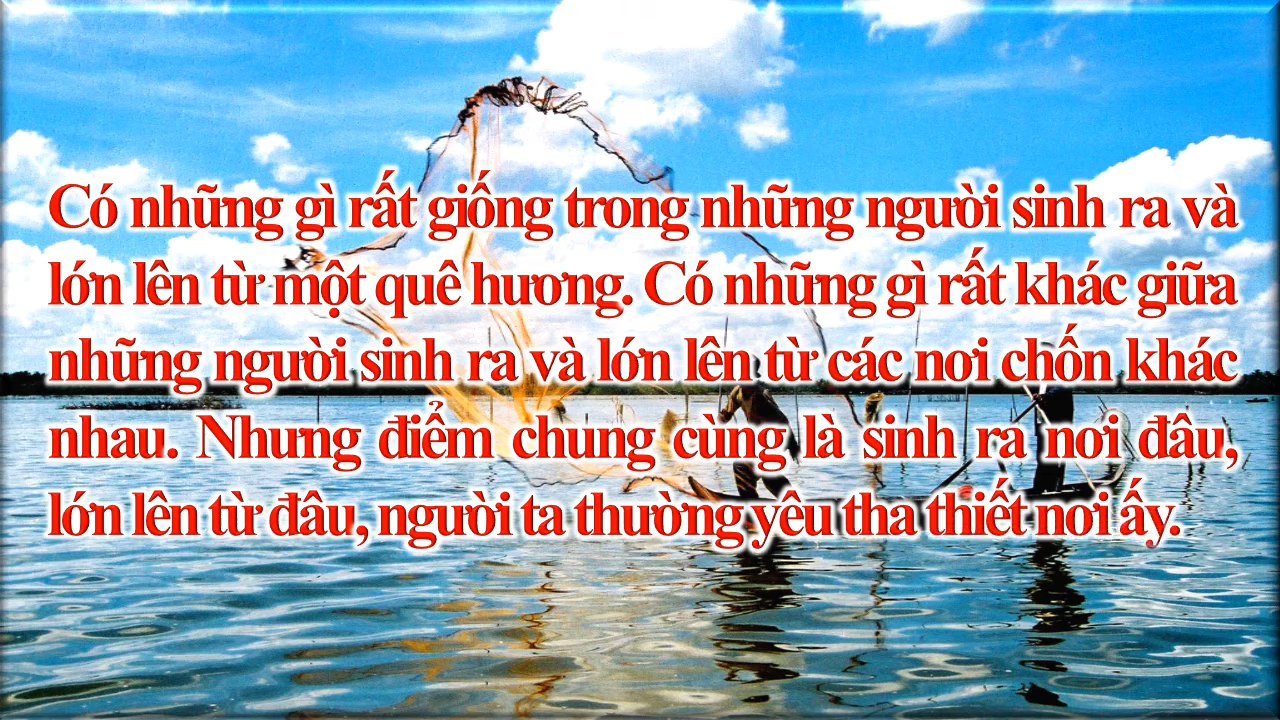 Có những gì rất giống trong những người sinh ra và
lớn lên từ một quê hương. Có những gì rất khác giữa
những người sinh ra và lớn lên từ các nơi chốn khác
nhau. Nhưng điểm chung cùng là sinh ra nơi đâu,
lớn lên từ đâu, người ta thường yêu tha thiết nơi ấy.